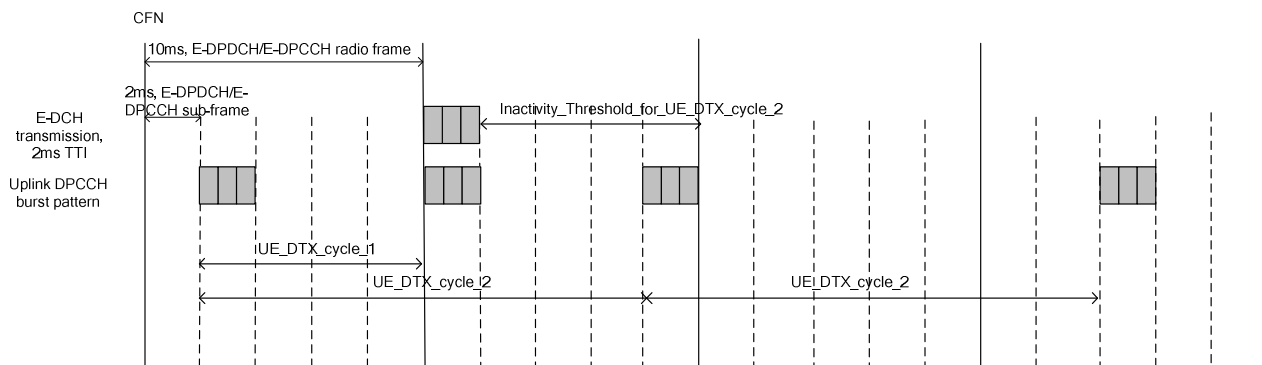 CFN
10ms, E-DPDCH/E-DPCCH radio frame
2ms, E-DPDCH/E-
DPCCH sub-frame
E-DCH
transmission,
2ms TTI
Inactivity_Threshold_for_UE_DTX_cycle_2
Uplink DPCCH
burst pattern
UE_DTX_cycle_1
UE_DTX_cycle_2
UE_DTX_cycle_2